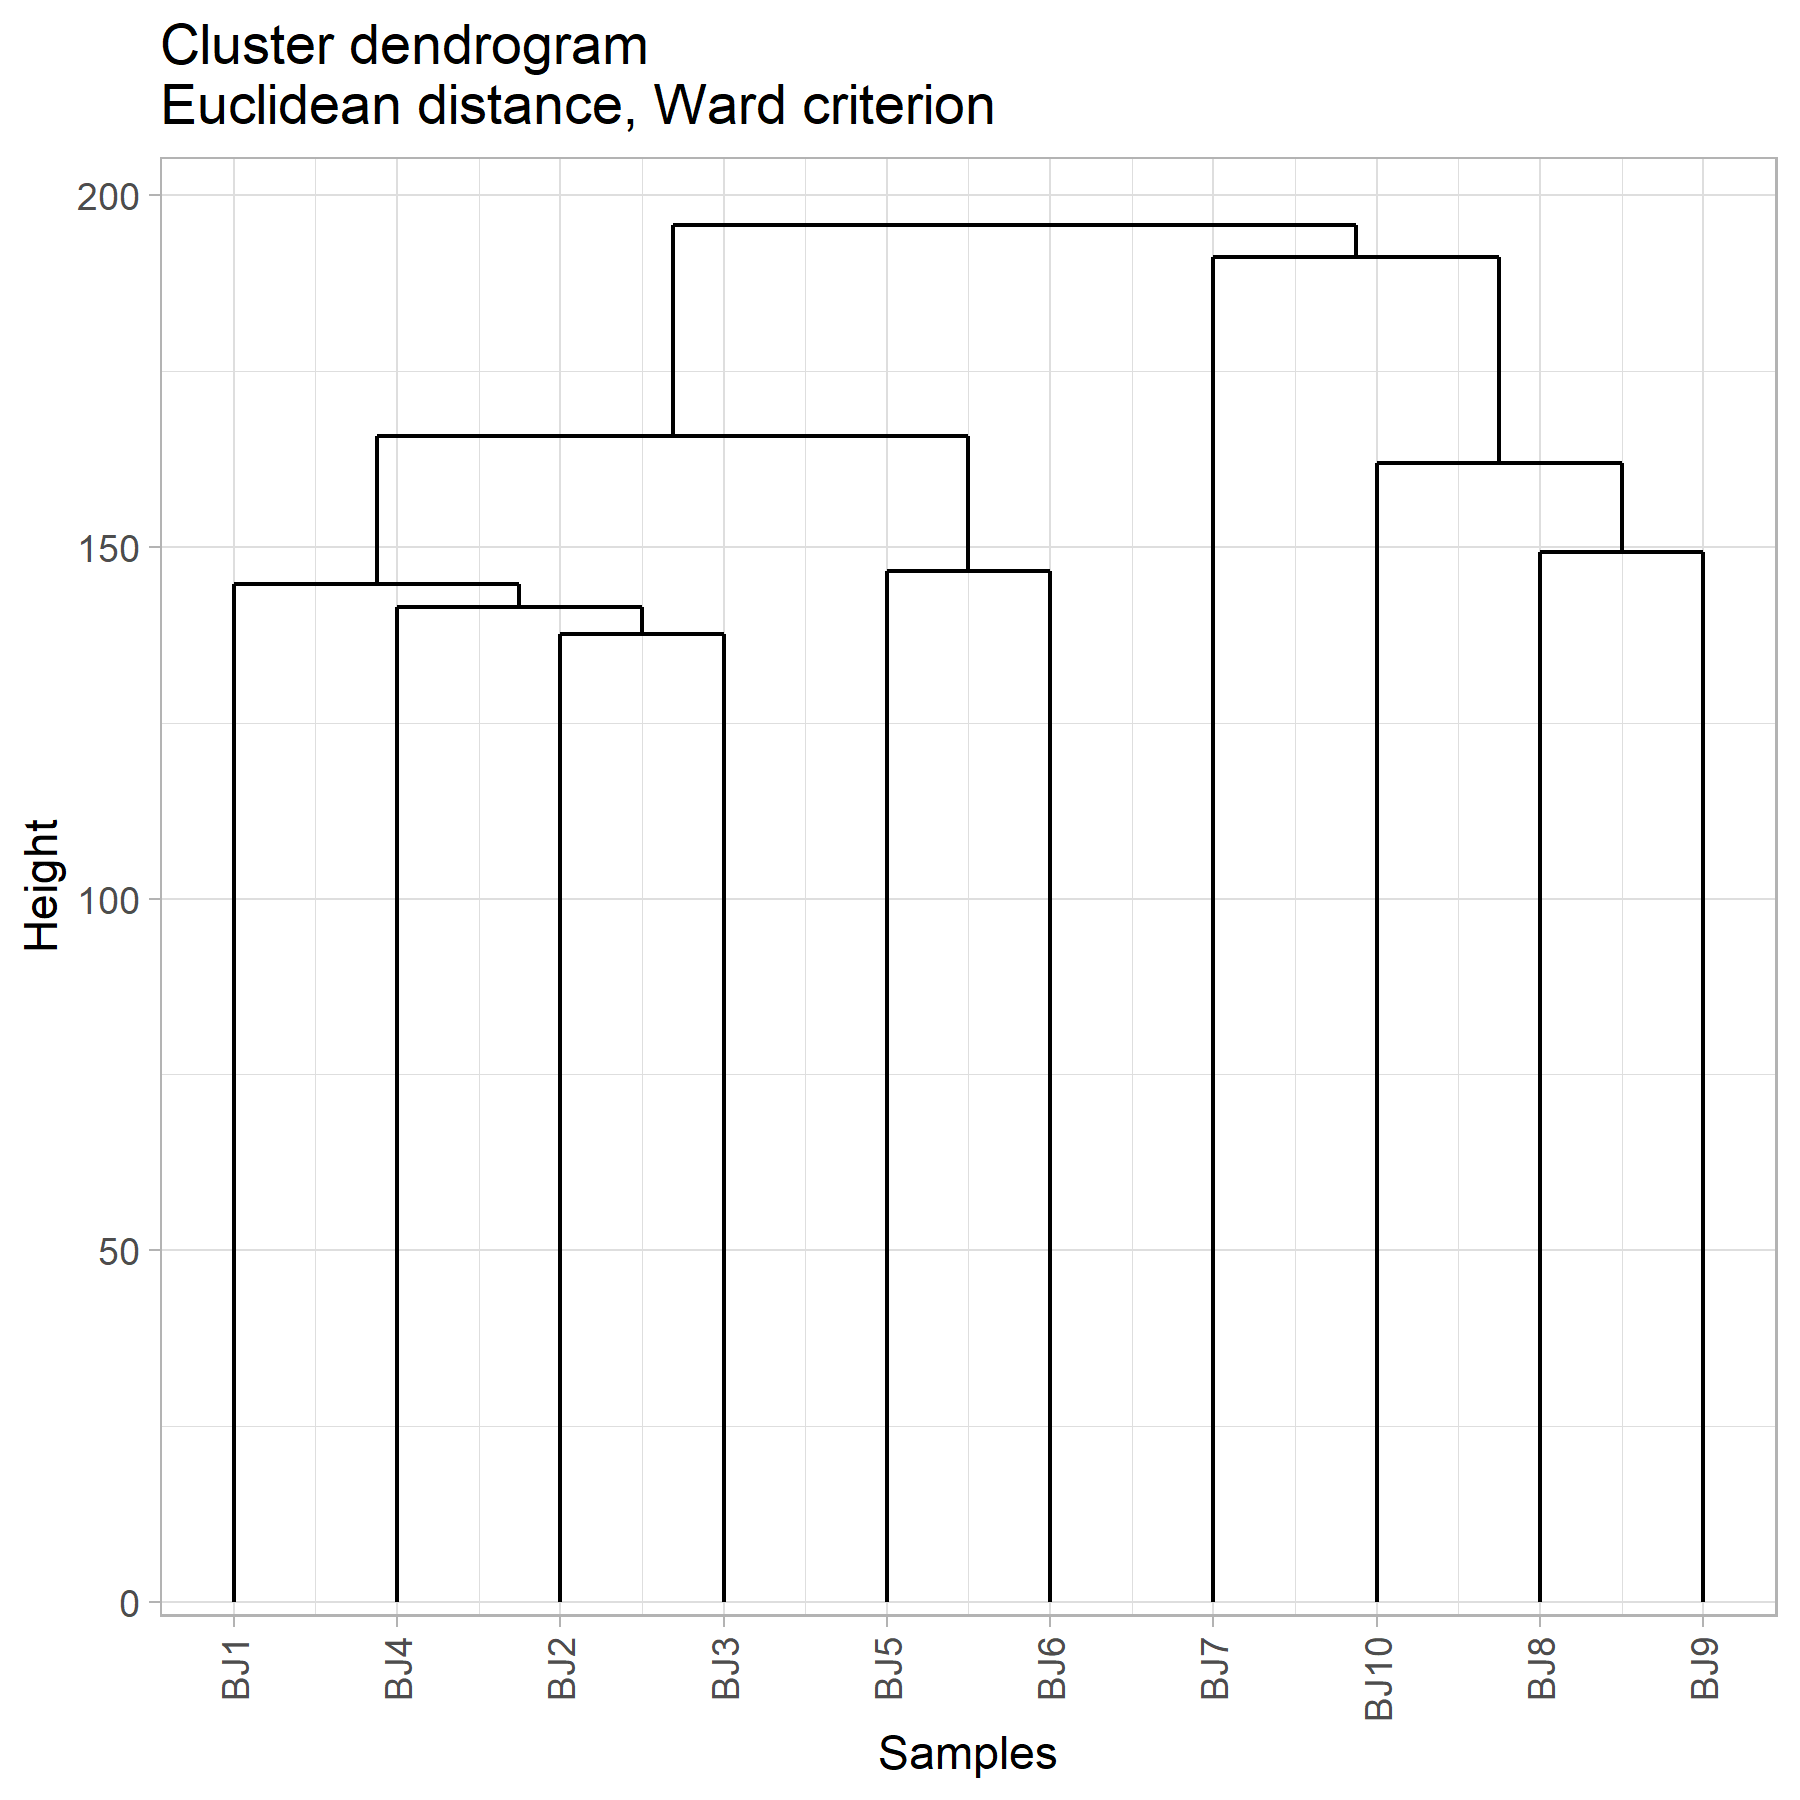 Cluster dendrogram
Euclidean distance, Ward criterion
200
150
100
50
0
Height
BJ1
BJ4
BJ2
BJ3
BJ5
BJ6
BJ7
BJ10
BJ8
BJ9
Samples